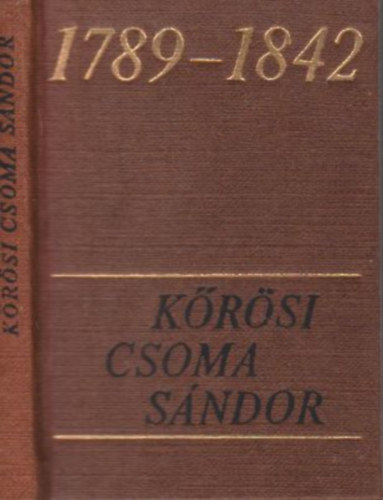 1789-1842
KŐRÖSI
CSOMA
SÁNDOR
KŐRÖSI CSOMA SÁNDOR